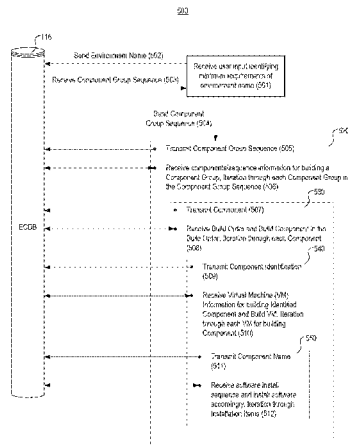 500
116
Send Environment Name (502)
Receive user input identifying
minimum requirements of
environment name (501)
Receive Component Group Sequence (503)
Send Component
Group Sequence (504)
Transmit Component Group Sequence (505)
Receive components/sequence information for building a
Component Group, Iteration through each Component Group in
the Component Group Sequence (506)
Transmit Component (507)
ECDB
Receive Build Order and Build Component in the
Build Order, Iteration through each Component
(508)
Transmit Component Identification
(509)
Receive Virtual Machine (VM)
Information for building Identified
Component and Build VM, Iteration
through each VM for building
Component (510)
550
Transmit Component Name
(511)
Receive software install
sequence and install software
accordingly, Iteration through
Installation Items (512)